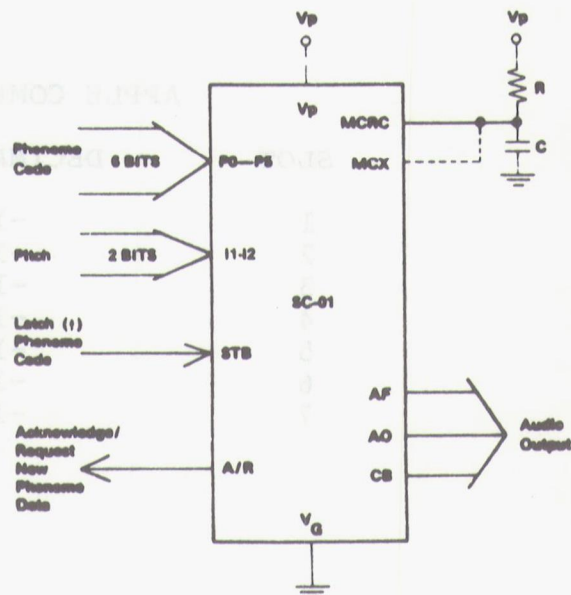 Vp
Vp
Vp
R
MCRC
C
MCX
Phoneme
Code
6 BITS
P0—P5
Pitch
2 BITS
I1-I2
SC-01
Latch (↑)
Phoneme
Code
STB
AF
AO
CB
Audio
Output
Acknowledge/
Request
New
Phoneme
Data
A/R
VG